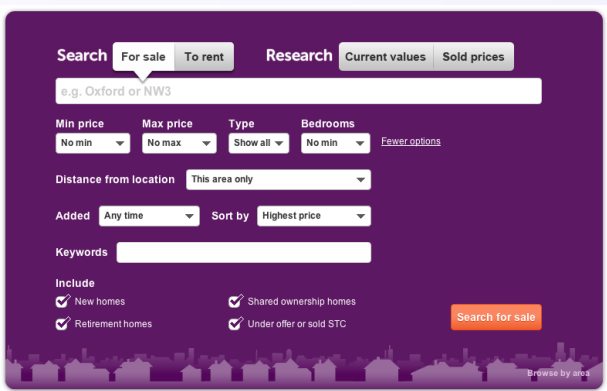 Search For sale To rent Research Current values Sold prices
e.g. Oxford or NW3
Min price Max price Type Bedrooms
No min No max Show all No min Fewer options
Distance from location This area only
Added Any time Sort by Highest price
Keywords
Include
New homes Shared ownership homes
Retirement homes Under offer or sold STC
Search for sale
Browse by area